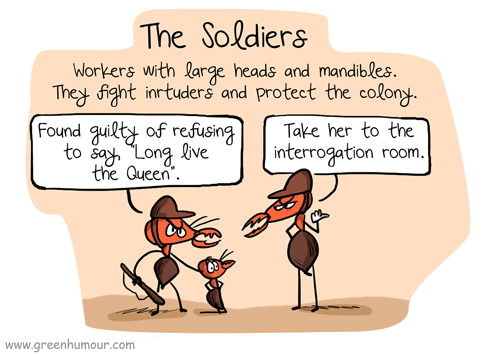 The Soldiers
Workers with large heads and mandibles.
They fight inrtuders and protect the colony.
Found guilty of refusing
to say, "Long live
the Queen".
Take her to the
interrogation room.
www.greenhumour.com